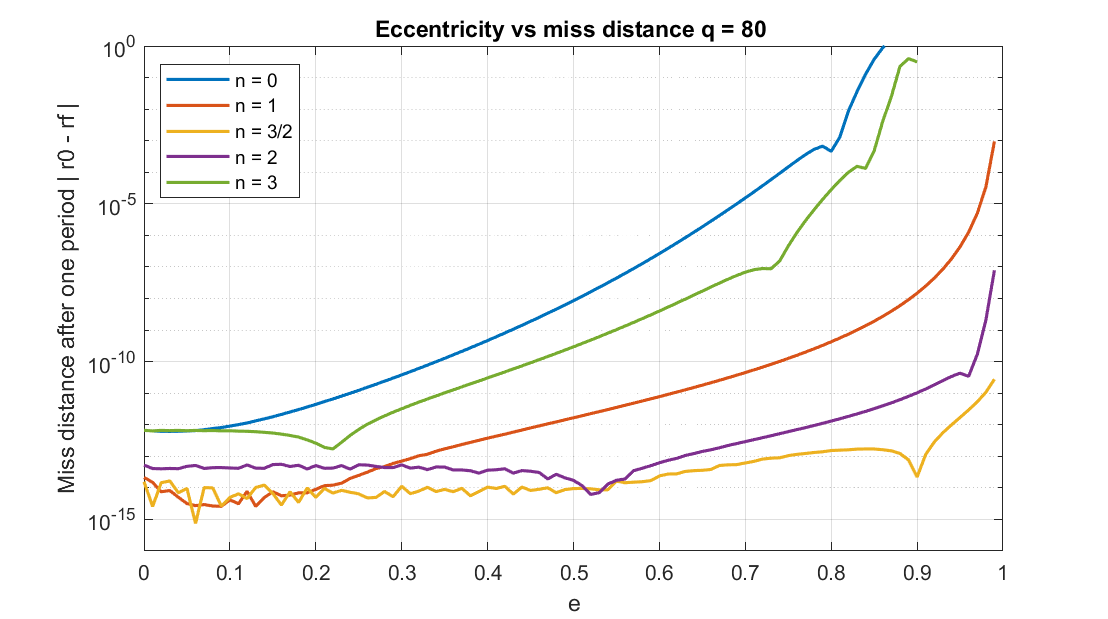 Eccentricity vs miss distance q = 80
n = 0
n = 1
n = 3/2
n = 2
n = 3
Miss distance after one period | r0 - rf |
10^0
10^-5
10^-10
10^-15
0 0.1 0.2 0.3 0.4 0.5 0.6 0.7 0.8 0.9 1
e